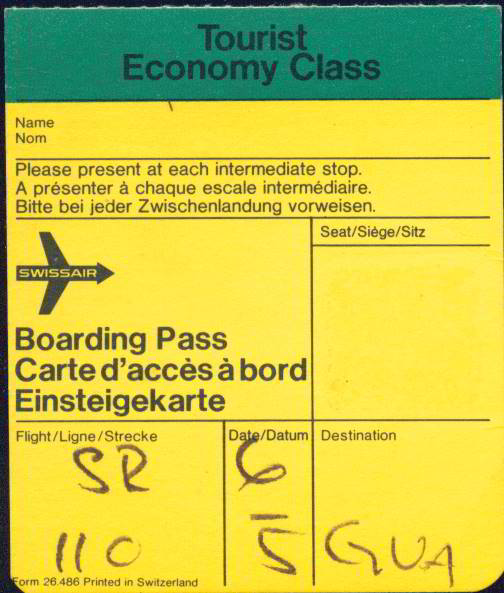 Tourist
Economy Class
Name
Nom
Please present at each intermediate stop.
A présenter à chaque escale intermédiaire.
Bitte bei jeder Zwischenlandung vorweisen.
Seat/Siège/Sitz
SWISSAIR
Boarding Pass
Carte d'accès à bord
Einsteigekarte
Flight/Ligne/Strecke
SR
110
Date/Datum
6
5
Destination
GVA
Form 26.486 Printed in Switzerland